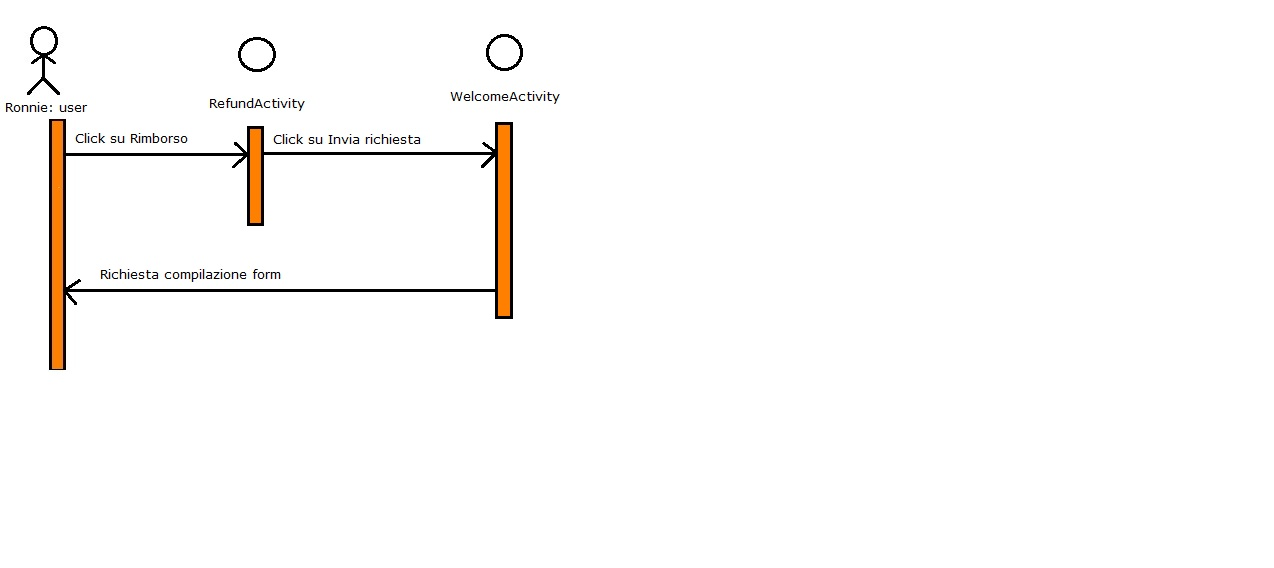 Ronnie: user
RefundActivity
WelcomeActivity
Click su Rimborso
Click su Invia richiesta
Richiesta compilazione form